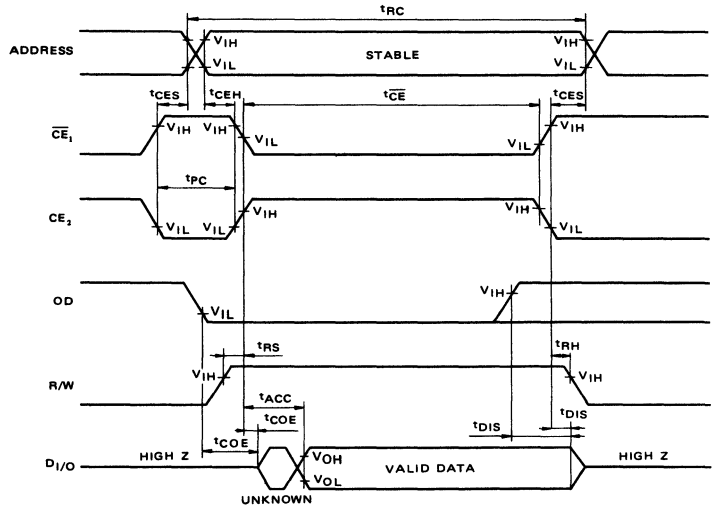 tRC
ADDRESS VIH STABLE VIH
VIL VIL
tCES tCEH tCE tCES
CE1 VIH VIH VIL VIL VIH
tPC
CE2 VIL VIL VIH VIH VIL
OD VIL VIH
tRS tRH
R/W VIH VIH
tACC
tCOE tDIS
tCOE tDIS
DI/O HIGH Z VOH VALID DATA HIGH Z
VOL
UNKNOWN